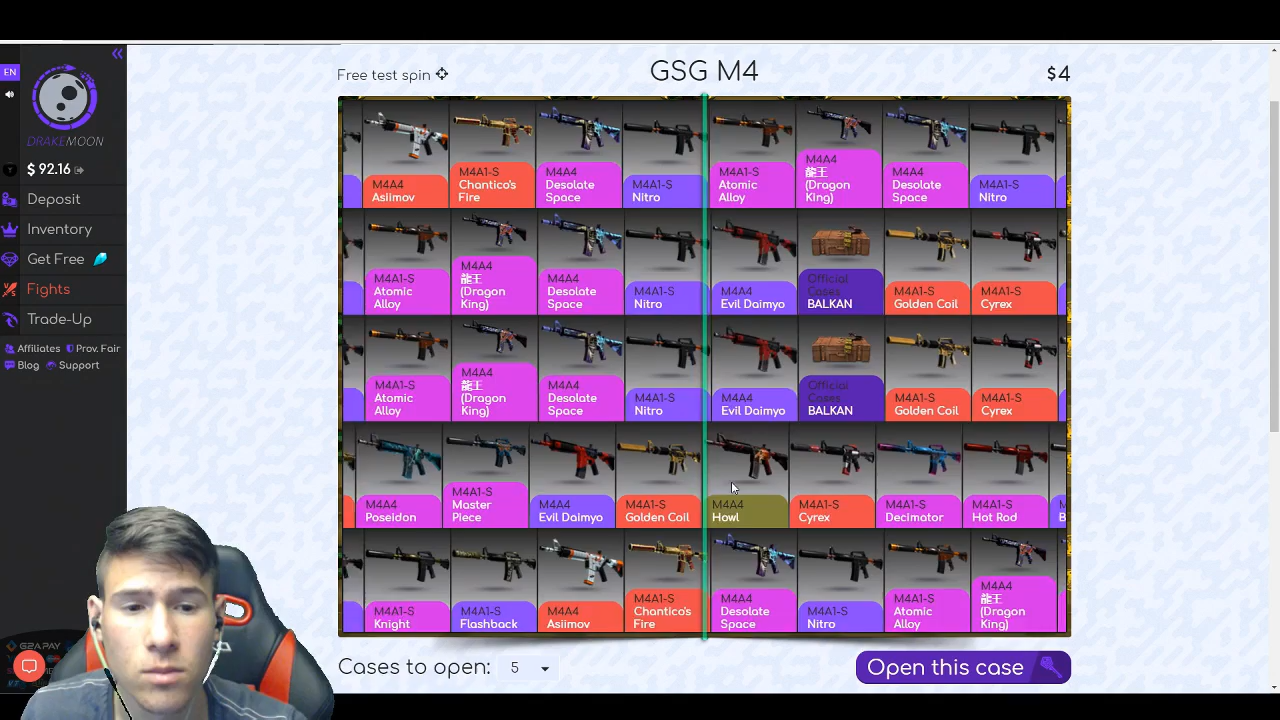 EN
DRAKEMOON
$ 92.16
Deposit
Inventory
Get Free
Fights
Trade-Up
Affiliates
Prov. Fair
Blog
Support
G2A PAY
Free test spin
GSG M4
$4
M4A4
Asiimov
M4A1-S
Chantico's
Fire
M4A4
Desolate
Space
M4A1-S
Nitro
M4A1-S
Atomic
Alloy
M4A4
龍王
(Dragon
King)
M4A4
Desolate
Space
M4A1-S
Nitro
M4A1-S
Atomic
Alloy
M4A4
龍王
(Dragon
King)
M4A4
Desolate
Space
M4A1-S
Nitro
M4A4
Evil Daimyo
Official
Cases
BALKAN
M4A1-S
Golden Coil
M4A1-S
Cyrex
M4A1-S
Atomic
Alloy
M4A4
龍王
(Dragon
King)
M4A4
Desolate
Space
M4A1-S
Nitro
M4A4
Evil Daimyo
Official
Cases
BALKAN
M4A1-S
Golden Coil
M4A1-S
Cyrex
M4A4
Poseidon
M4A1-S
Master
Piece
M4A4
Evil Daimyo
M4A1-S
Golden Coil
M4A4
Howl
M4A1-S
Cyrex
M4A1-S
Decimator
M4A1-S
Hot Rod
M4A1-S
Knight
M4A1-S
Flashback
M4A4
Asiimov
M4A1-S
Chantico's
Fire
M4A4
Desolate
Space
M4A1-S
Nitro
M4A1-S
Atomic
Alloy
M4A4
龍王
(Dragon
King)
Cases to open: 5
Open this case